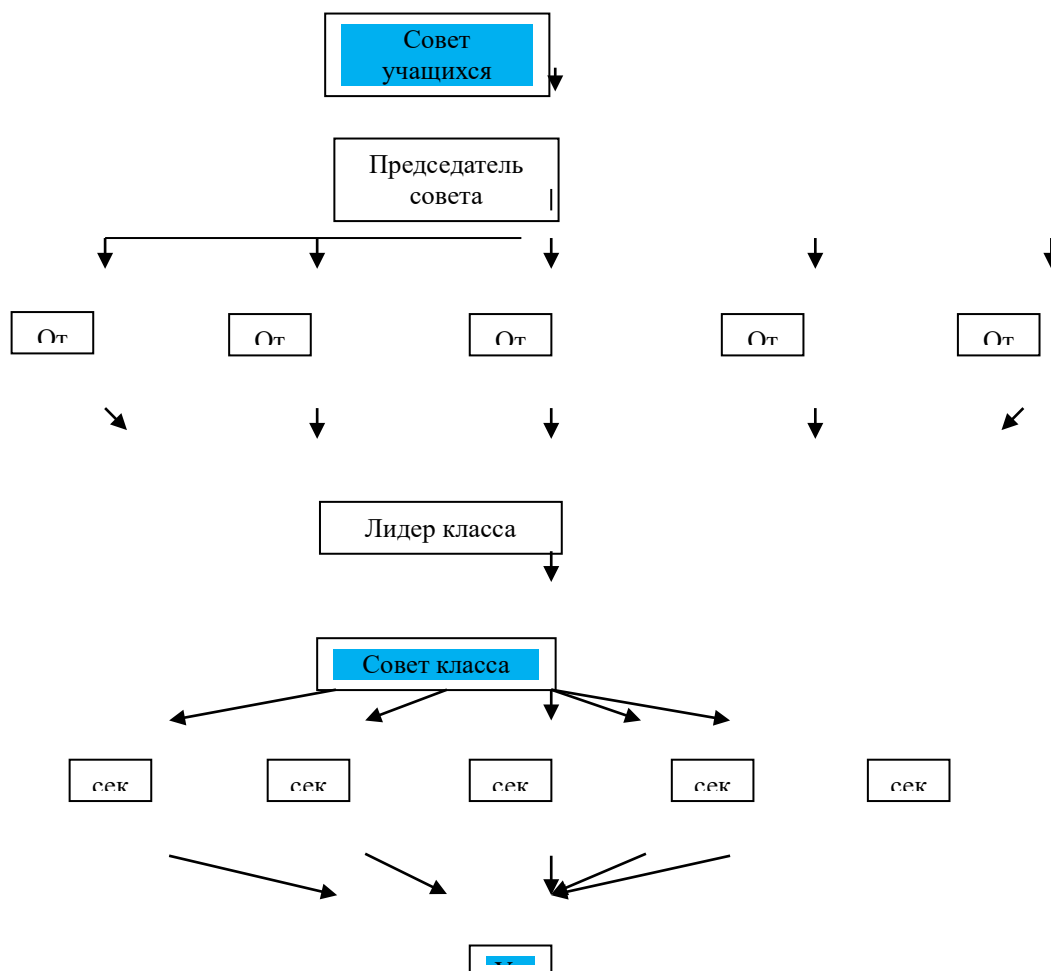 Совет
учащихся
Председатель
совета
От От От От От
Лидер класса
Совет класса
сек сек сек сек сек